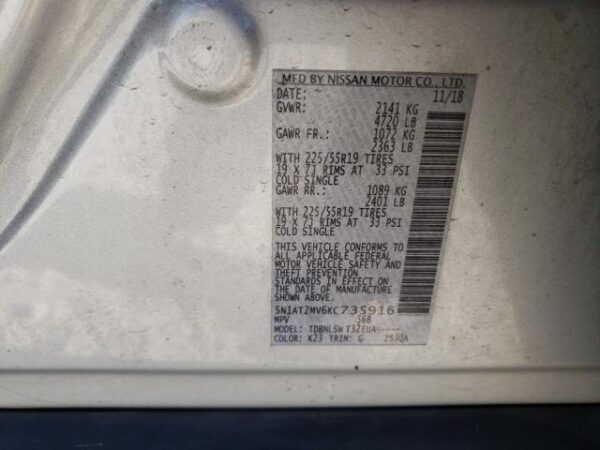 MFD BY NISSAN MOTOR CO., LTD.
DATE: 11/18
GVWR: 2141 KG
4720 LB
GAWR FR.: 1072 KG
2363 LB
WITH 225/55R19 TIRES
19 X 7J RIMS AT 33 PSI
COLD SINGLE
GAWR RR.: 1089 KG
2401 LB
WITH 225/55R19 TIRES
19 X 7J RIMS AT 33 PSI
COLD SINGLE
THIS VEHICLE CONFORMS TO
ALL APPLICABLE FEDERAL
MOTOR VEHICLE SAFETY AND
THEFT PREVENTION
STANDARDS IN EFFECT ON
THE DATE OF MANUFACTURE
SHOWN ABOVE.
5N1AT2MV6KC735916
MPV 568
MODEL: TDBNLSW T32EUA-----
COLOR: K23 TRIM: G